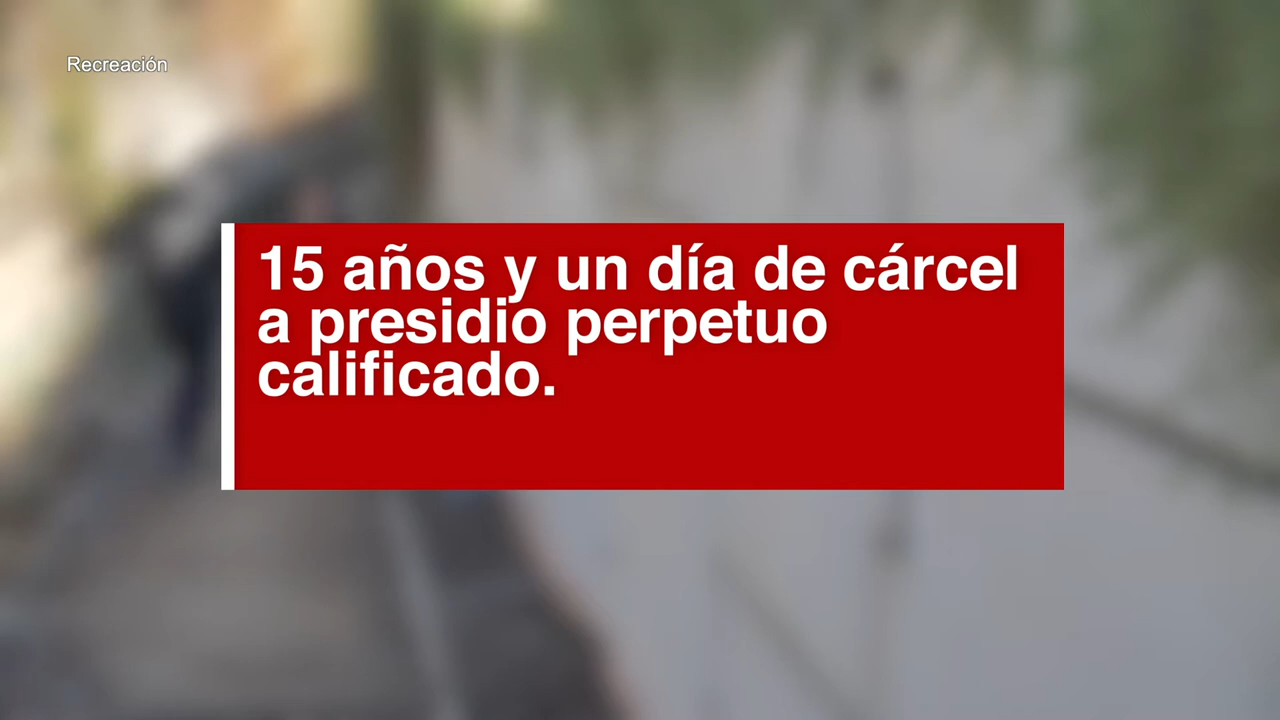 Recreación
15 años y un día de cárcel
a presidio perpetuo
calificado.